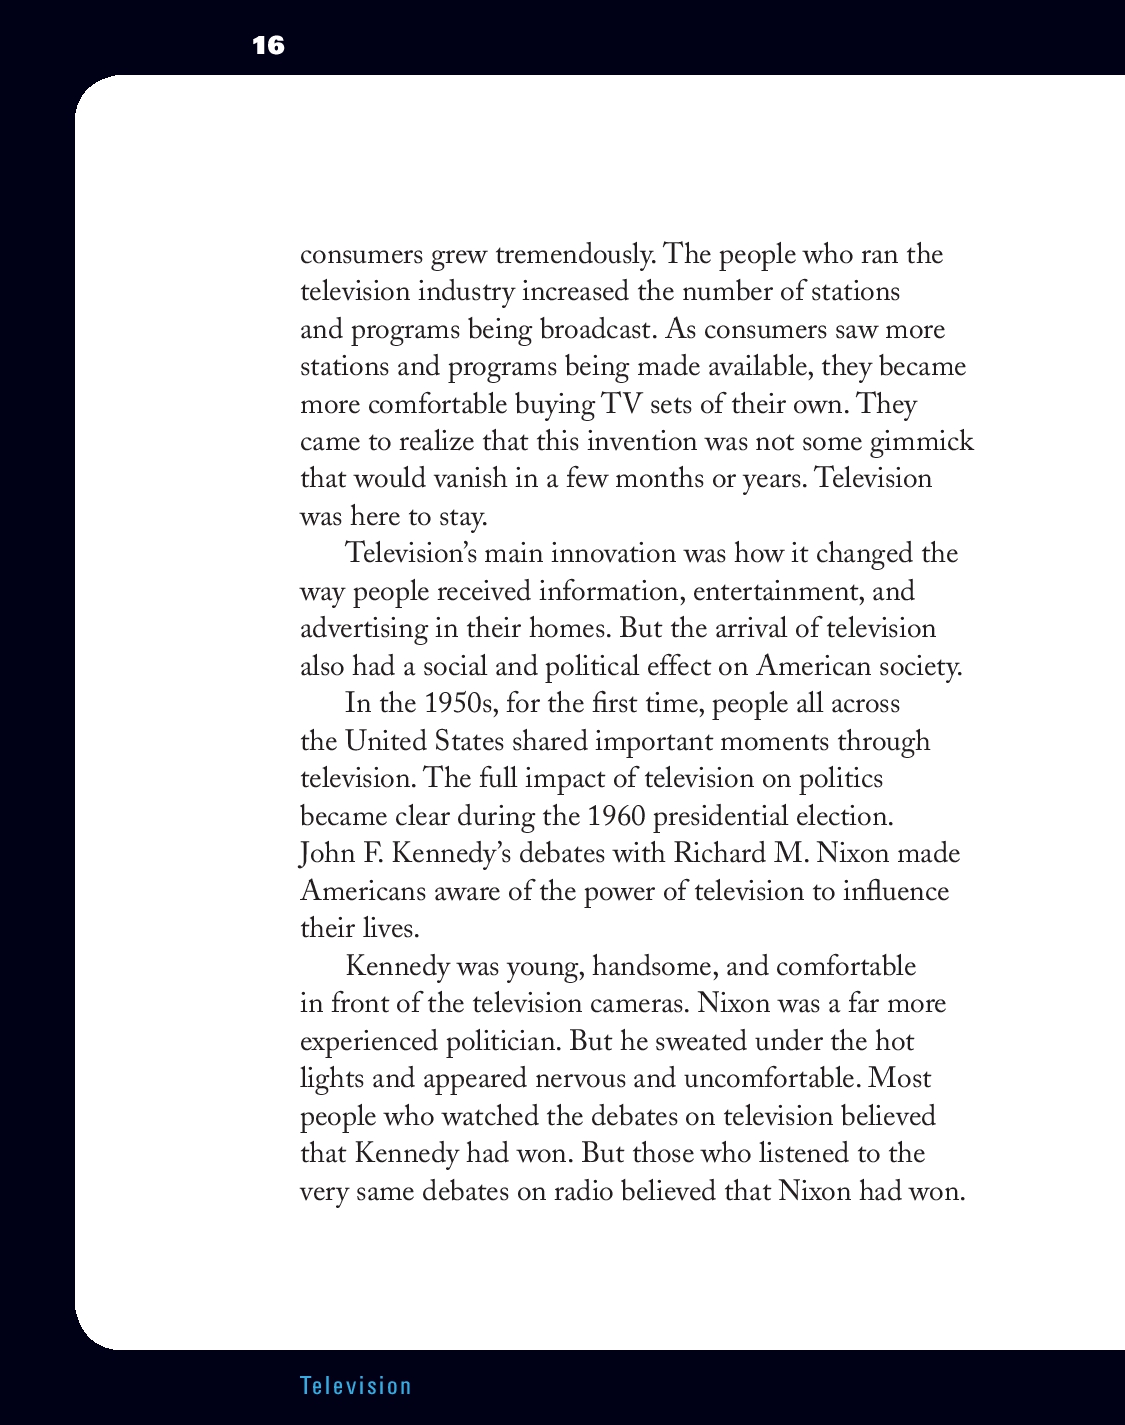 16
consumers grew tremendously. The people who ran the
television industry increased the number of stations
and programs being broadcast. As consumers saw more
stations and programs being made available, they became
more comfortable buying TV sets of their own. They
came to realize that this invention was not some gimmick
that would vanish in a few months or years. Television
was here to stay.
Television’s main innovation was how it changed the
way people received information, entertainment, and
advertising in their homes. But the arrival of television
also had a social and political effect on American society.
In the 1950s, for the first time, people all across
the United States shared important moments through
television. The full impact of television on politics
became clear during the 1960 presidential election.
John F. Kennedy’s debates with Richard M. Nixon made
Americans aware of the power of television to influence
their lives.
Kennedy was young, handsome, and comfortable
in front of the television cameras. Nixon was a far more
experienced politician. But he sweated under the hot
lights and appeared nervous and uncomfortable. Most
people who watched the debates on television believed
that Kennedy had won. But those who listened to the
very same debates on radio believed that Nixon had won.
Television